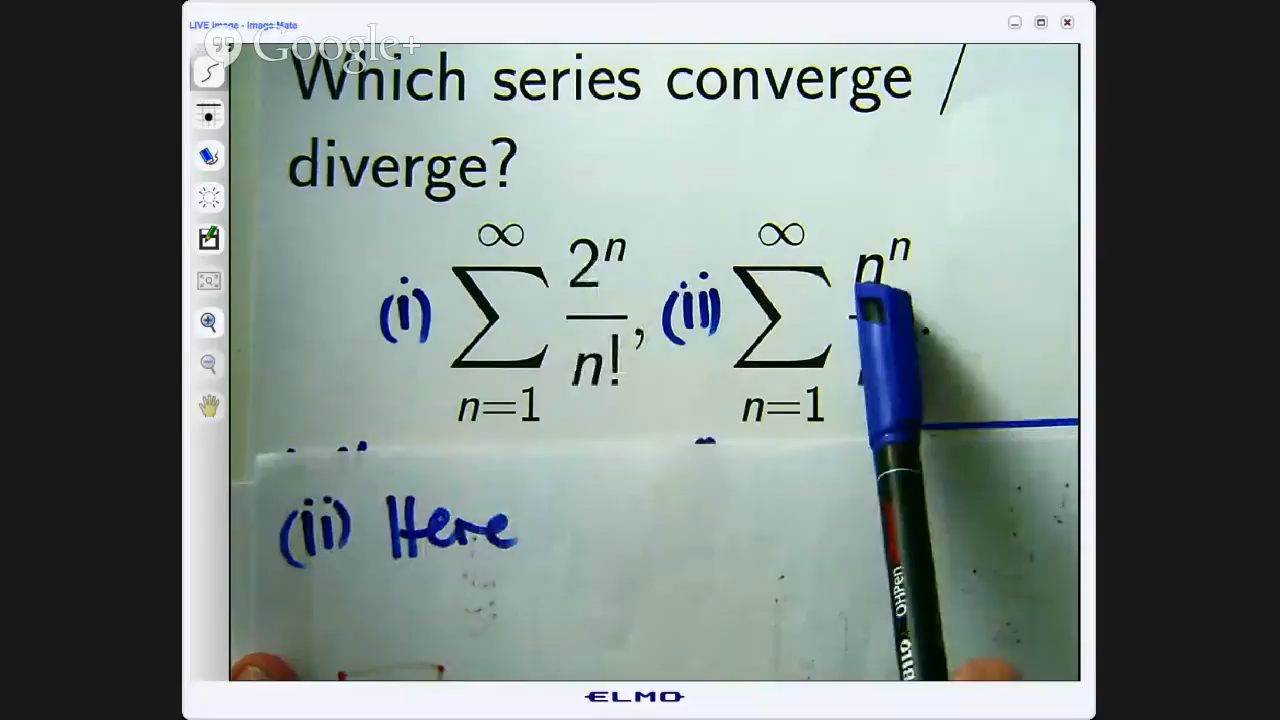 LIVE Image - Image Mate
Google+
Which series converge /
diverge?
(i) ∞ ∑ n=1 2^n / n! , (ii) ∞ ∑ n=1 n^n
(ii) Here
OHPen
ELMO